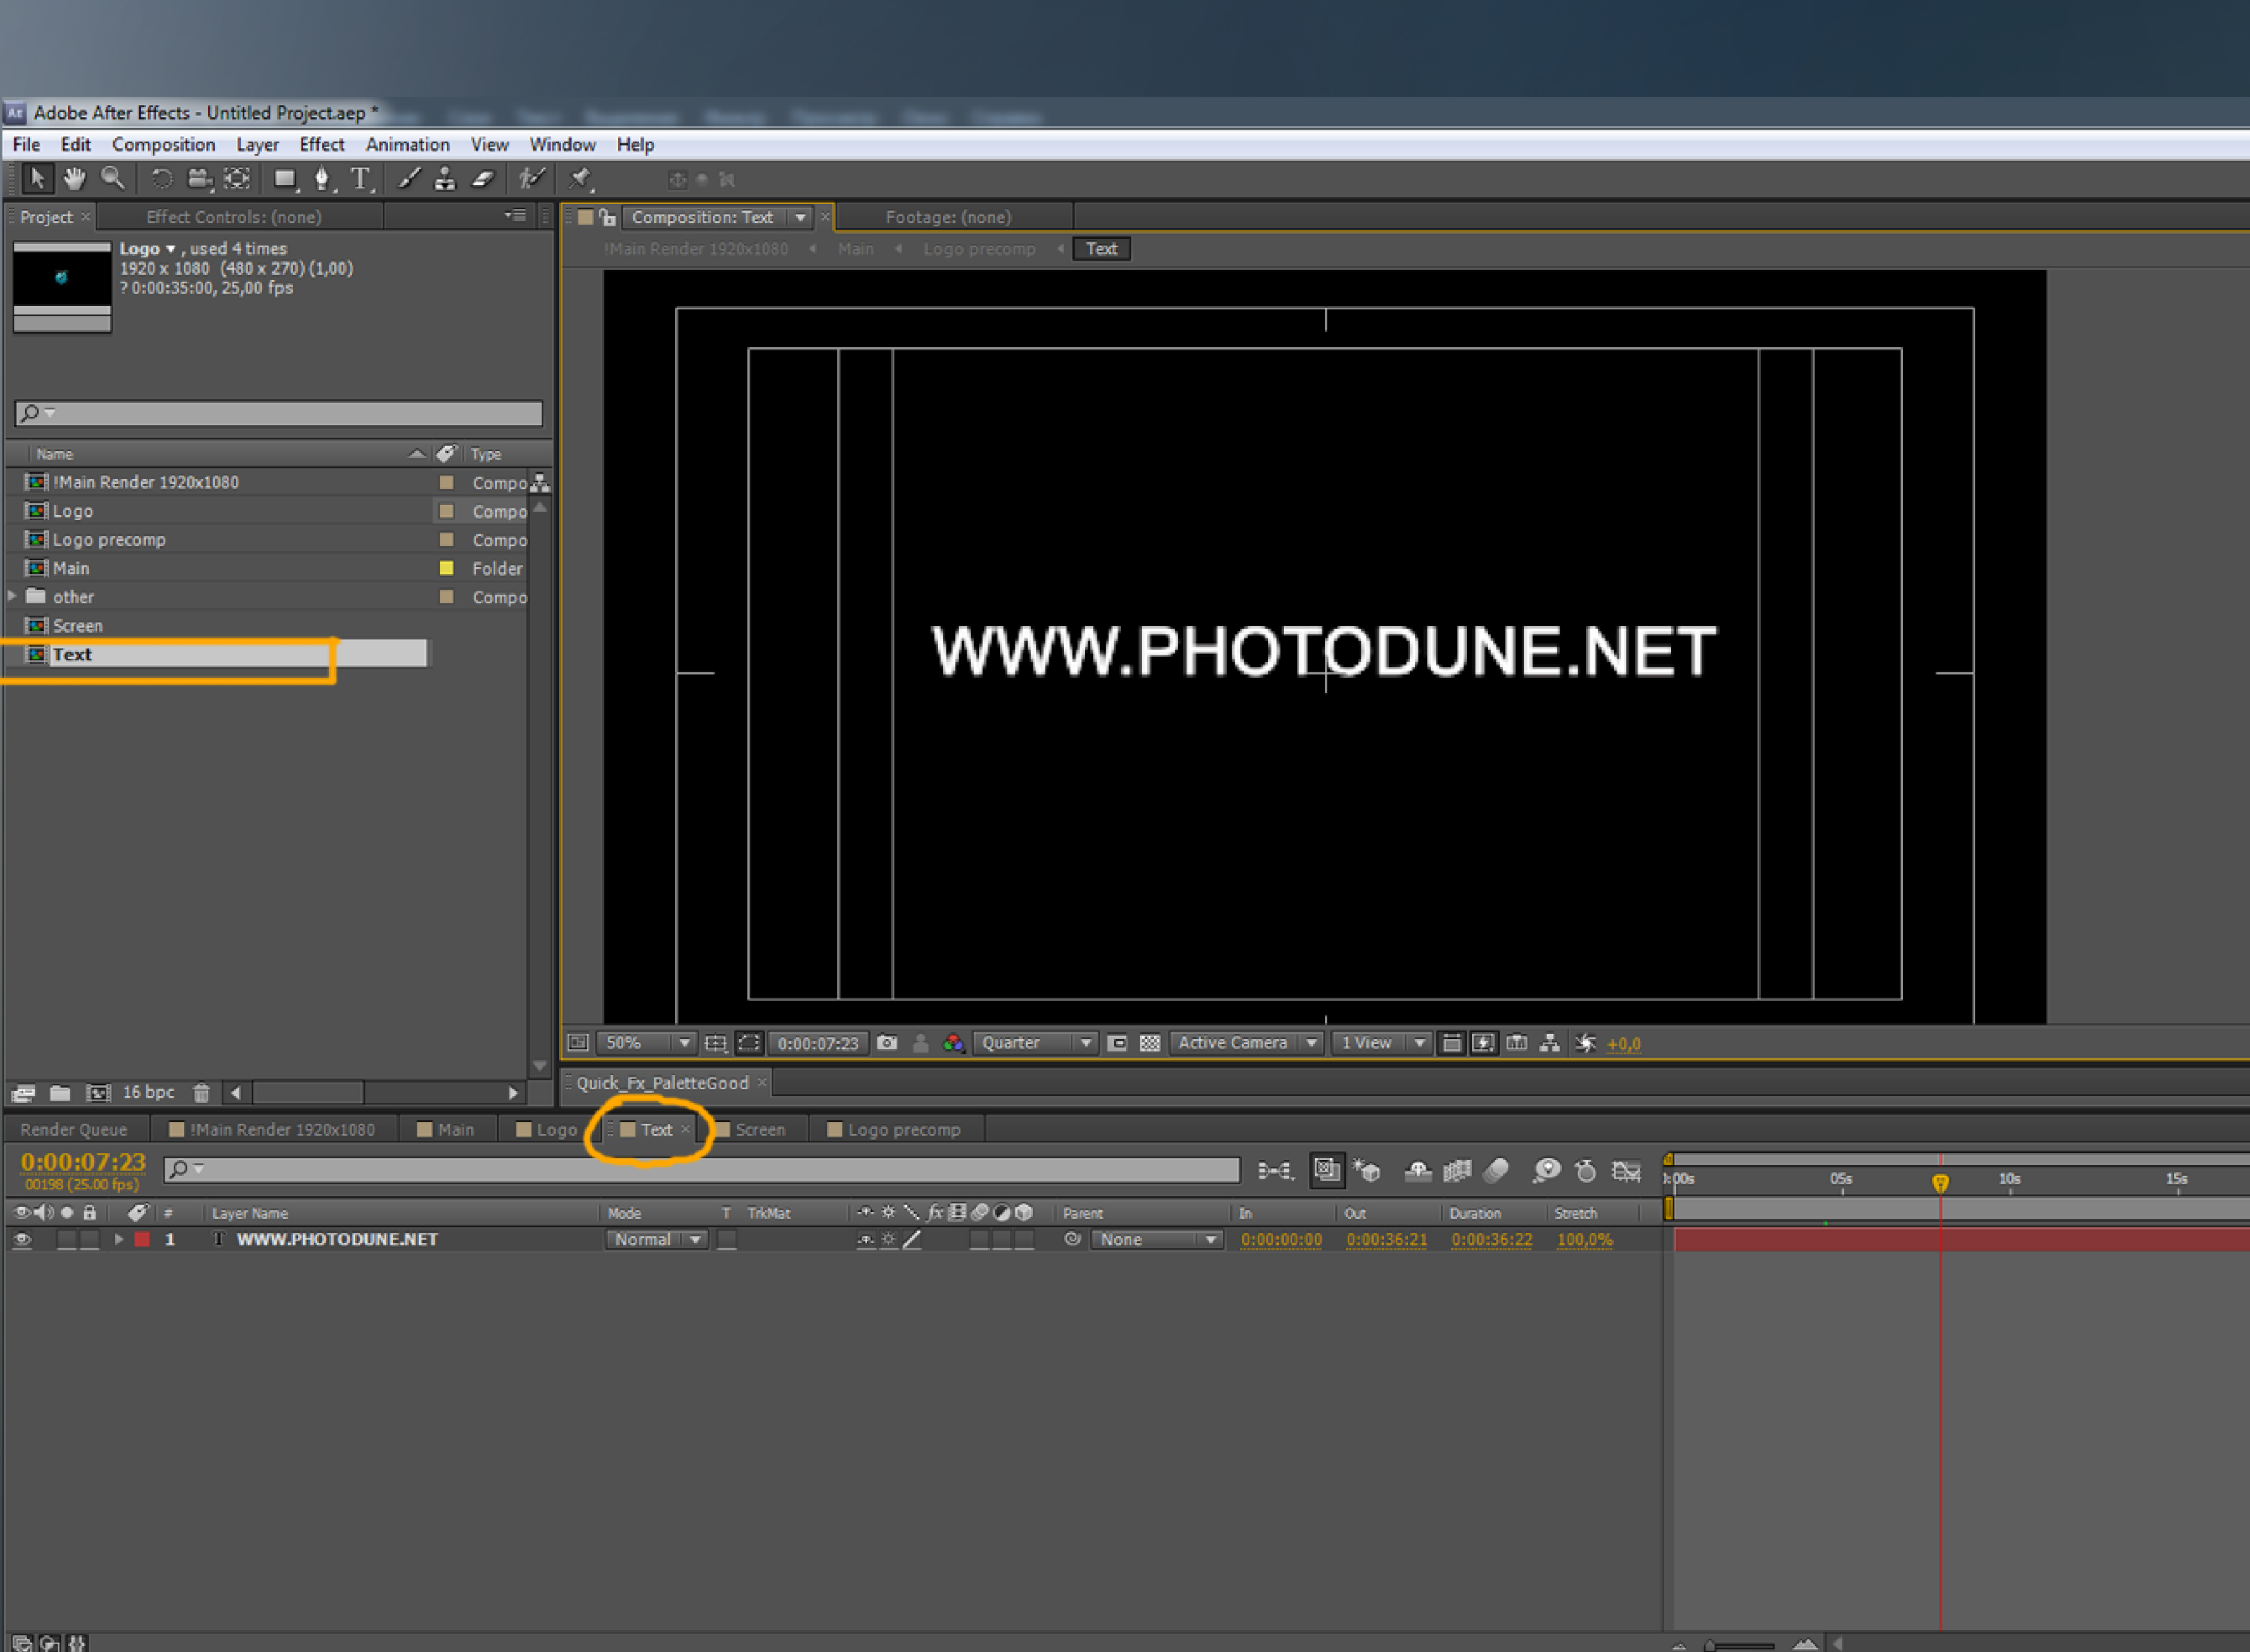 Adobe After Effects - Untitled Project.aep *
File Edit Composition Layer Effect Animation View Window Help
Project × Effect Controls: (none)
Composition: Text × Footage: (none)
Logo ▾ , used 4 times
1920 x 1080 (480 x 270) (1,00)
? 0:00:35:00, 25,00 fps
!Main Render 1920x1080 Main Logo precomp Text
Name Type
!Main Render 1920x1080 Compo
Logo Compo
Logo precomp Compo
Main Folder
other Compo
Screen
Text
WWW.PHOTODUNE.NET
50% 0:00:07:23 Quarter Active Camera 1 View +0,0
16 bpc
Quick_Fx_PaletteGood ×
Render Queue !Main Render 1920x1080 Main Logo Text × Screen Logo precomp
0:00:07:23
00198 (25.00 fps)
:00s 05s 10s 15s
# Layer Name Mode T TrkMat fx Parent In Out Duration Stretch
1 T WWW.PHOTODUNE.NET Normal None 0:00:00:00 0:00:36:21 0:00:36:22 100,0%